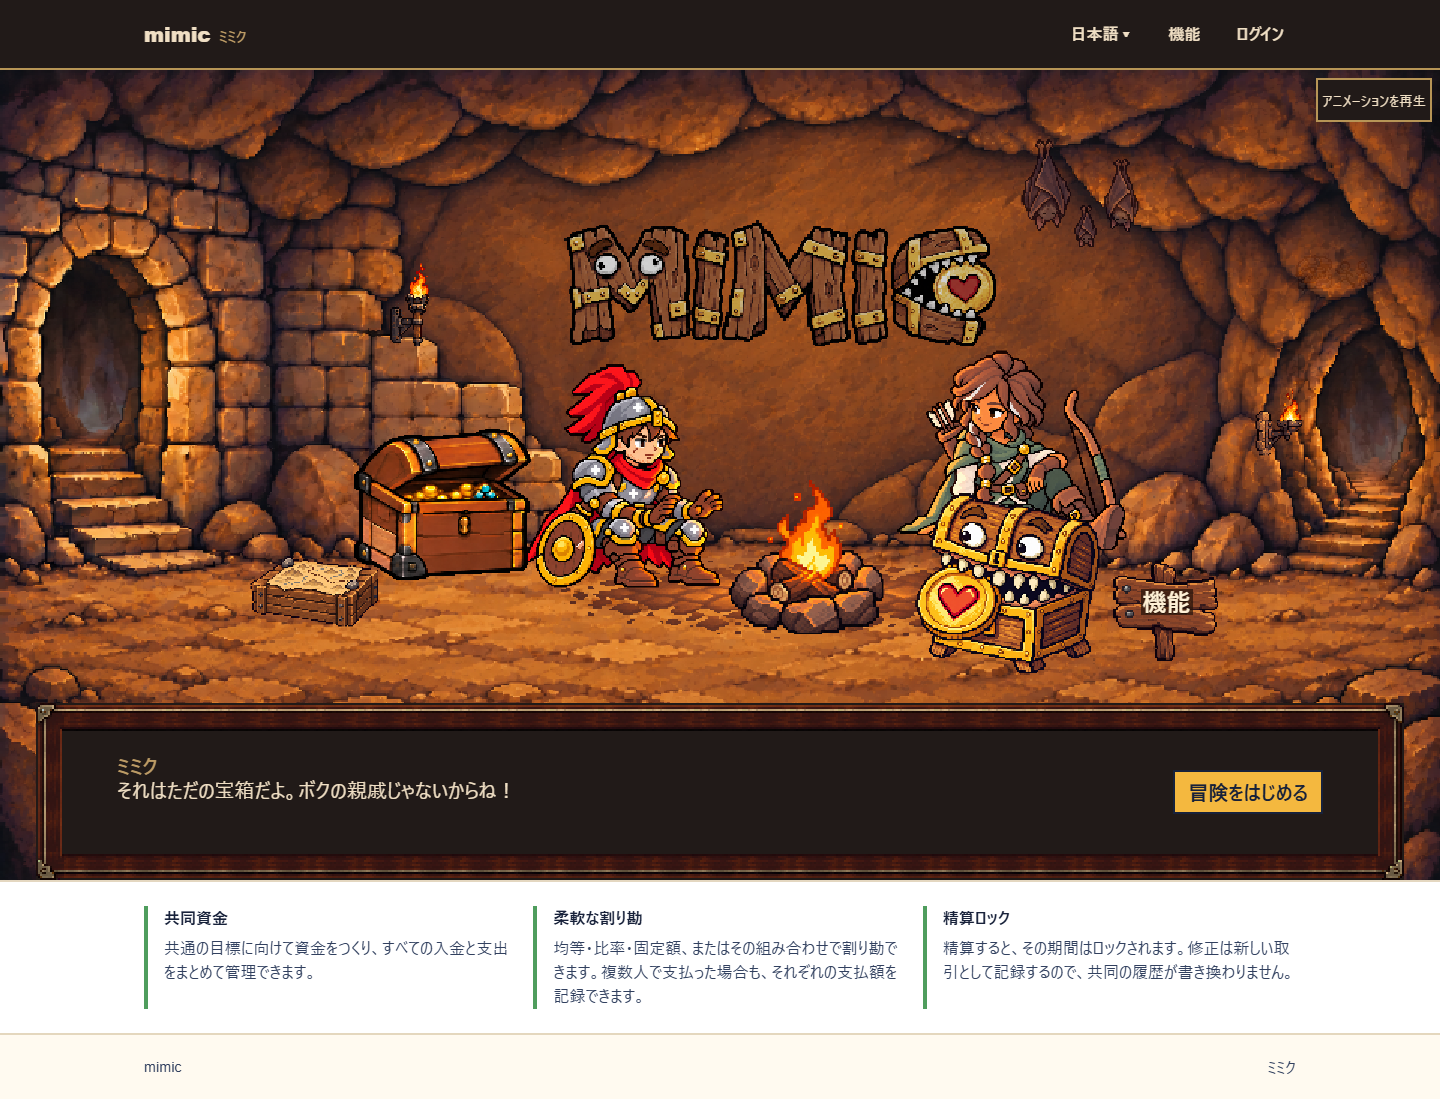 mimic ミミク
日本語 ▼ 機能 ログイン
アニメーションを再生
MIMIC
機能
ミミク
それはただの宝箱だよ。ボクの親戚じゃないからね！
冒険をはじめる
共同資金
共通の目標に向けて資金をつくり、すべての入金と支出
をまとめて管理できます。
柔軟な割り勘
均等・比率・固定額、またはその組み合わせで割り勘で
きます。複数人で支払った場合も、それぞれの支払額を
記録できます。
精算ロック
精算すると、その期間はロックされます。修正は新しい取
引として記録するので、共同の履歴が書き換わりません。
mimic
ミミク